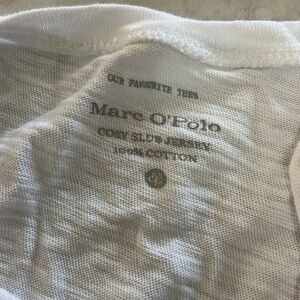 OUR FAVOURITE TEES
Marc O'Polo
COSY SLUB JERSEY
100% COTTON